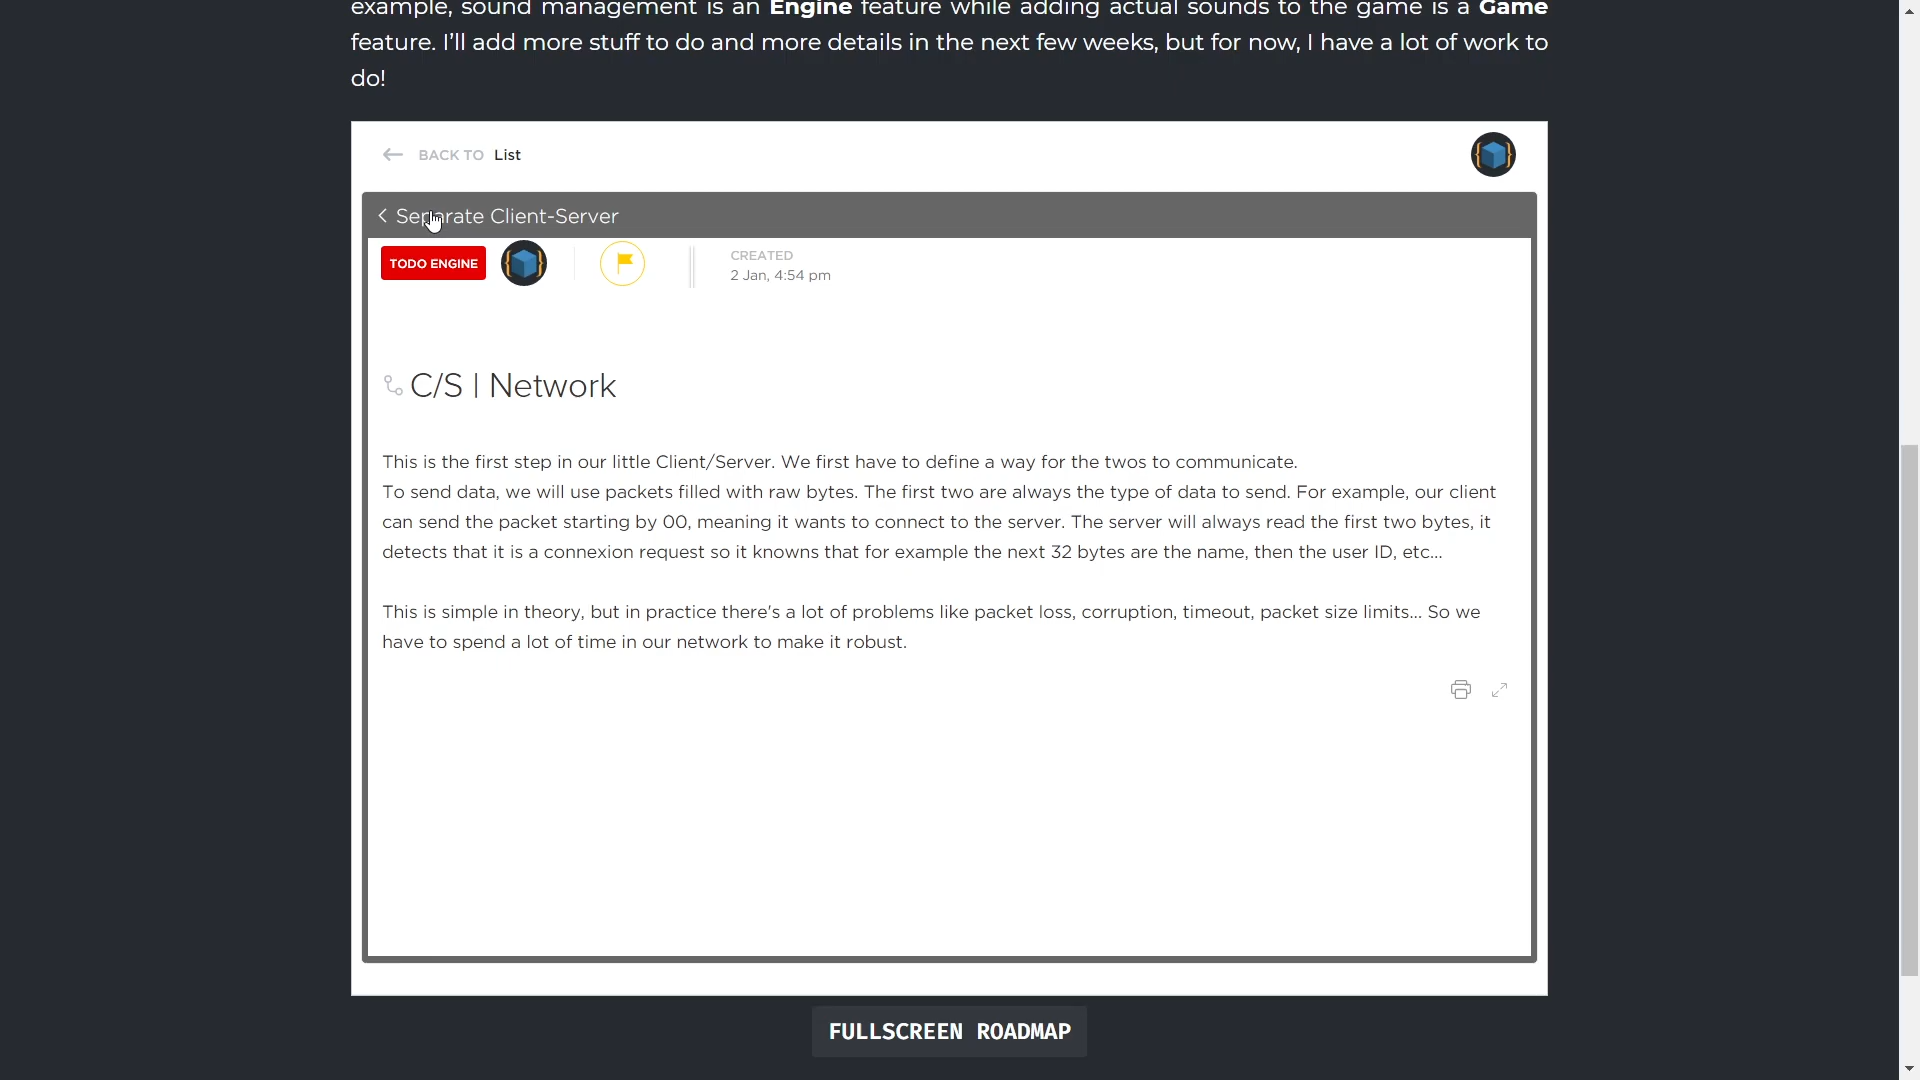 example, sound management is an Engine feature while adding actual sounds to the game is a Game
feature. I'll add more stuff to do and more details in the next few weeks, but for now, I have a lot of work to
do!
BACK TO List
Separate Client-Server
TODO ENGINE
CREATED
2 Jan, 4:54 pm
C/S | Network
This is the first step in our little Client/Server. We first have to define a way for the twos to communicate.
To send data, we will use packets filled with raw bytes. The first two are always the type of data to send. For example, our client
can send the packet starting by 00, meaning it wants to connect to the server. The server will always read the first two bytes, it
detects that it is a connexion request so it knowns that for example the next 32 bytes are the name, then the user ID, etc...
This is simple in theory, but in practice there's a lot of problems like packet loss, corruption, timeout, packet size limits... So we
have to spend a lot of time in our network to make it robust.
FULLSCREEN ROADMAP